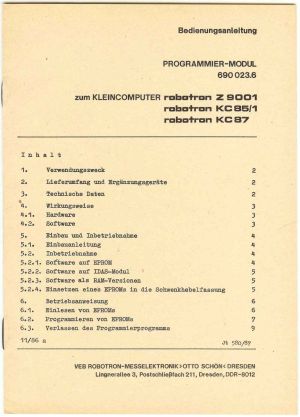 Bedienungsanleitung
PROGRAMMIER-MODUL
690 023.6
zum KLEINCOMPUTER robotron Z 9001
robotron KC 85/1
robotron KC 87
Inhalt
1. Verwendungszweck 2
2. Lieferumfang und Ergänzungsgeräte 2
3. Technische Daten 2
4. Wirkungsweise 3
4.1. Hardware 3
4.2. Software 3
5. Einbau und Inbetriebnahme 4
5.1. Einbauanleitung 4
5.2. Inbetriebnahme 4
5.2.1. Software auf EPROM 4
5.2.2. Software auf IDAS-Modul 5
5.2.3. Software als RAM-Versionen 5
5.2.4. Einsetzen eines EPROMs in die Schwenkhebelfassung 5
6. Betriebsanweisung 6
6.1. Einlesen von EPROMs 6
6.2. Programmieren von EPROMs 7
6.3. Verlassen des Programmierprogramms 9
11/86 a
VEB ROBOTRON-MESSELEKTRONIK >OTTO SCHÖN< DRESDEN
Lingnerallee 3, Postschließfach 211, Dresden, DDR-8012